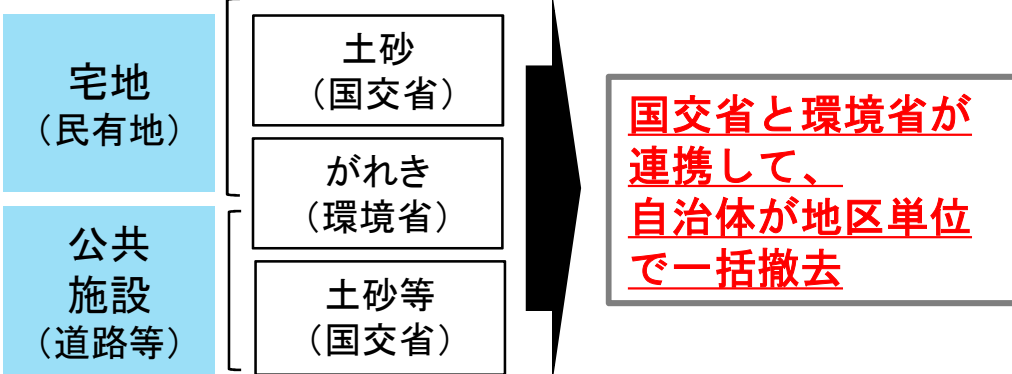 宅地
（民有地）
公共
施設
（道路等）
土砂
（国交省）
がれき
（環境省）
土砂等
（国交省）
国交省と環境省が
連携して、
自治体が地区単位
で一括撤去